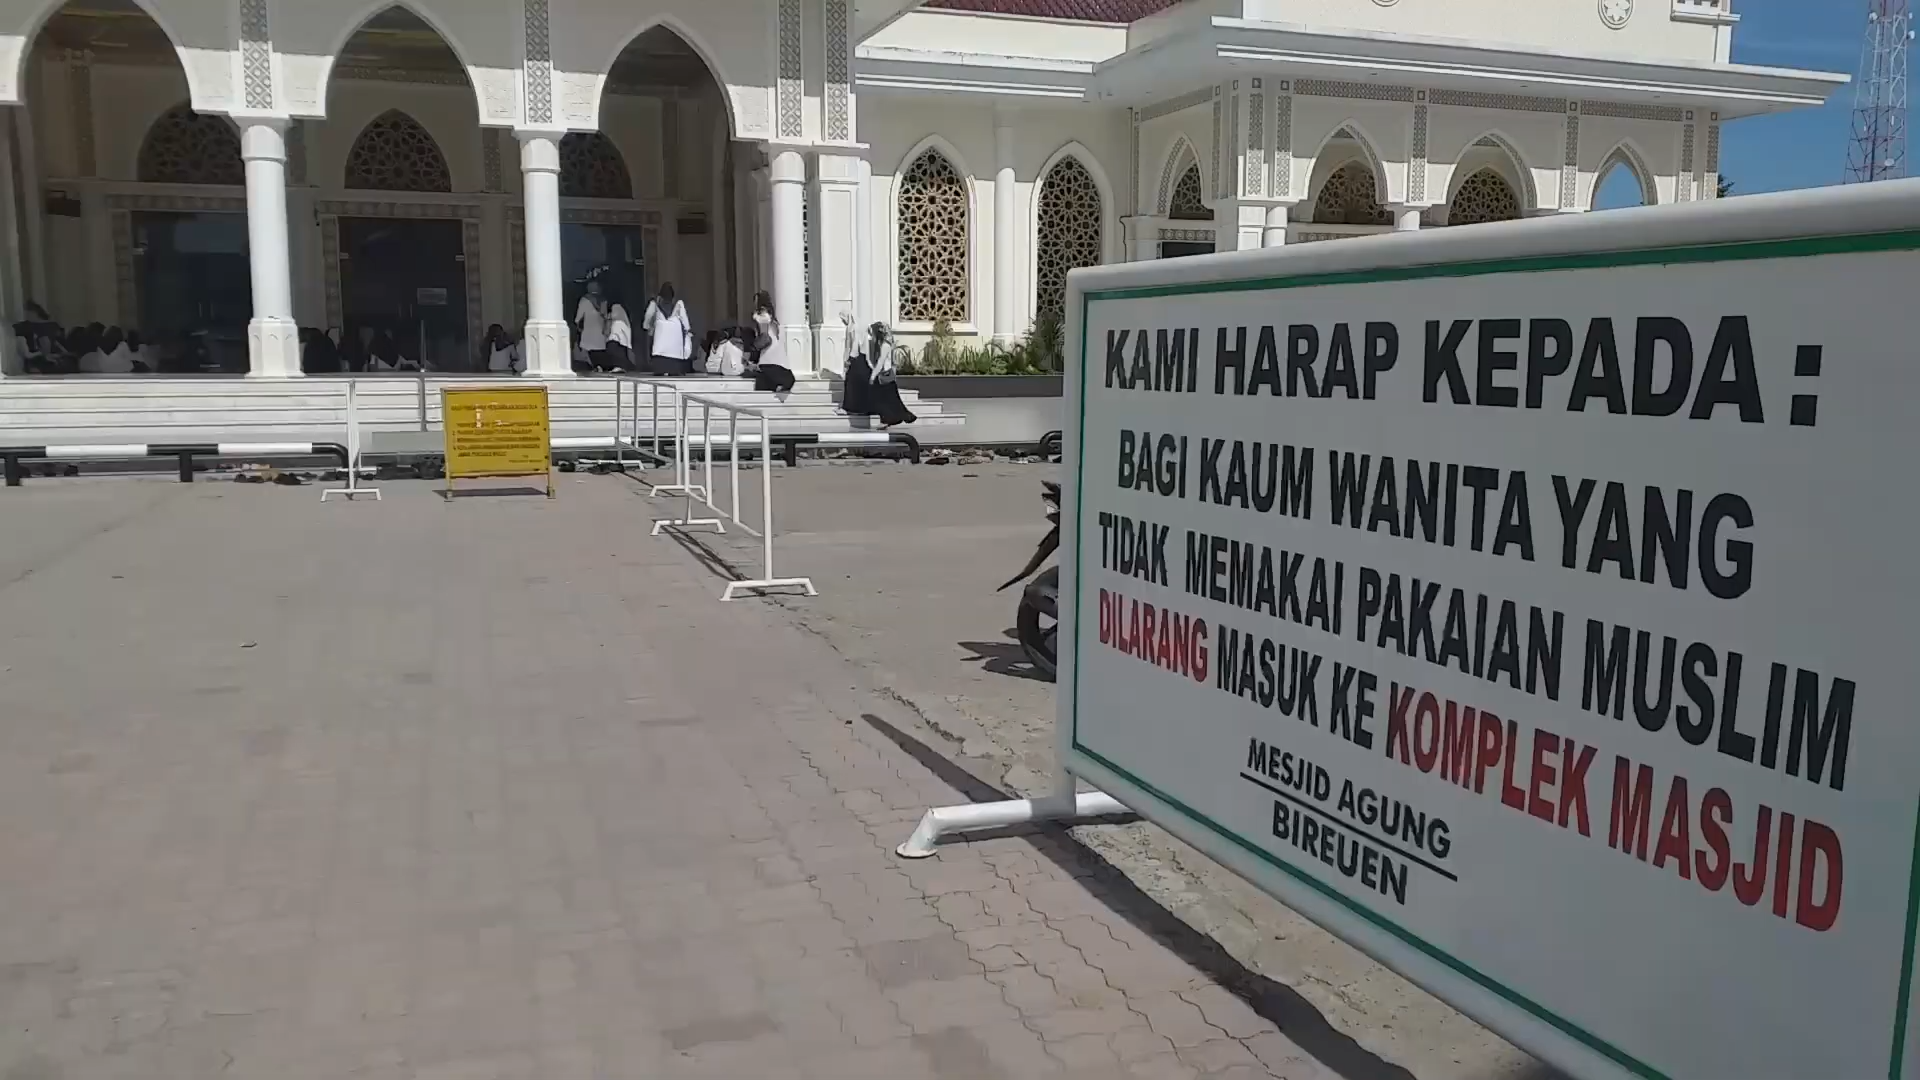 KAMI HARAP KEPADA :
BAGI KAUM WANITA YANG
TIDAK MEMAKAI PAKAIAN MUSLIM
DILARANG MASUK KE KOMPLEK MASJID
MESJID AGUNG
BIREUEN